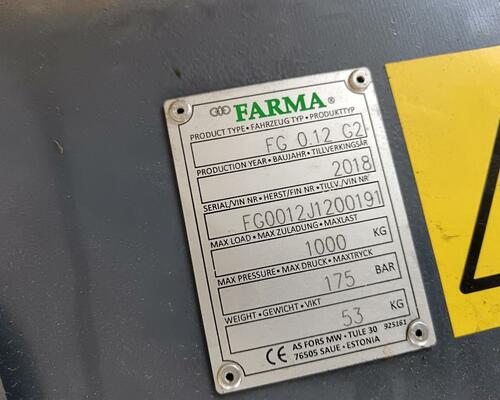 FARMA®
PRODUCT TYPE • FAHRZEUG TYP • PRODUKTTYP
FG 0,12 G2
PRODUCTION YEAR • BAUJAHR • TILLVERKINGSÅR
2018
SERIAL/VIN NR • HERST/FIN NR • TILLV./VIN NR
FG0012J1200191
MAX LOAD • MAX ZULADUNG • MAXLAST
1000 KG
MAX PRESSURE • MAX DRUCK • MAXTRYCK
175 BAR
WEIGHT • GEWICHT • VIKT
53 KG
CE AS FORS MW • TULE 30 925161
76505 SAUE • ESTONIA